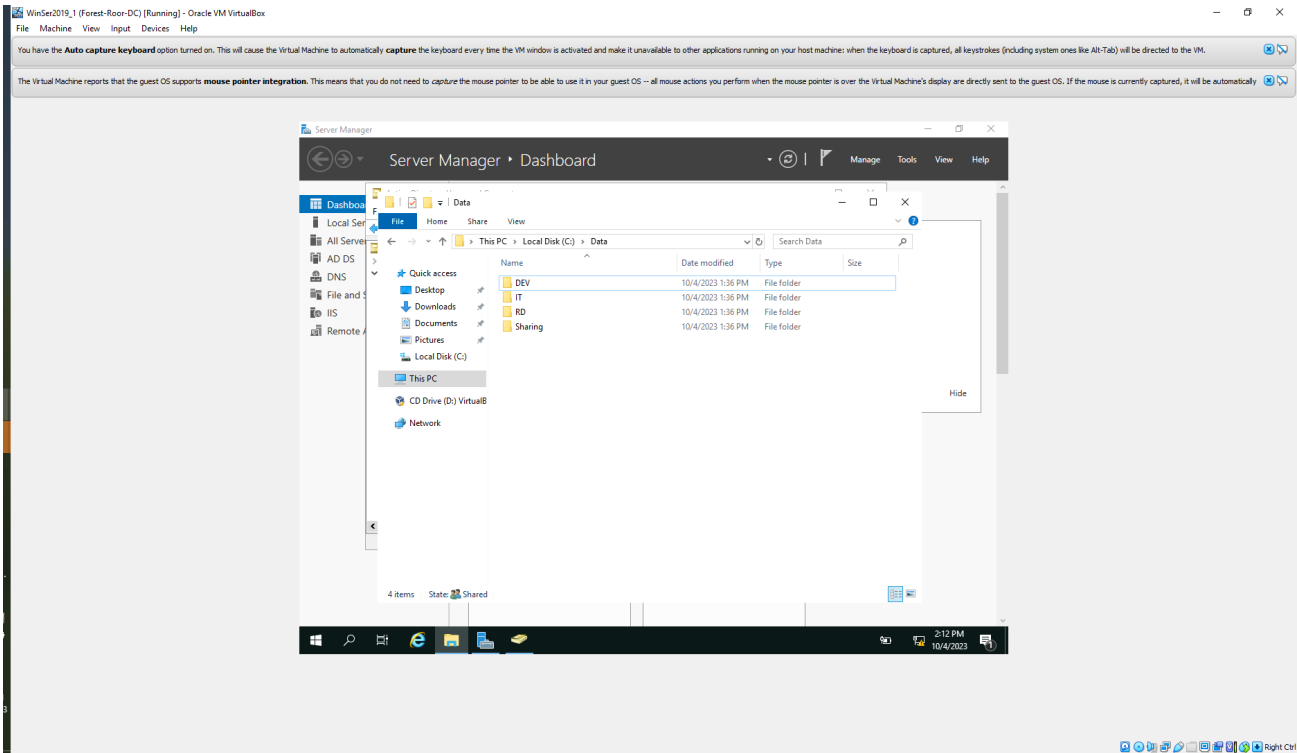 WinSer2019_1 (Forest-Roor-DC) [Running] - Oracle VM VirtualBox
File Machine View Input Devices Help
You have the Auto capture keyboard option turned on. This will cause the Virtual Machine to automatically capture the keyboard every time the VM window is activated and make it unavailable to other applications running on your host machine: when the keyboard is captured, all keystrokes (including system ones like Alt-Tab) will be directed to the VM.
The Virtual Machine reports that the guest OS supports mouse pointer integration. This means that you do not need to capture the mouse pointer to be able to use it in your guest OS -- all mouse actions you perform when the mouse pointer is over the Virtual Machine's display are directly sent to the guest OS. If the mouse is currently captured, it will be automatically
Server Manager
Server Manager Dashboard
Manage Tools View Help
Dashboa
Local Ser
All Server
AD DS
DNS
File and S
IIS
Remote A
Data
File Home Share View
This PC > Local Disk (C:) > Data
Search Data
Name Date modified Type Size
Quick access
Desktop
Downloads
Documents
Pictures
Local Disk (C:)
This PC
CD Drive (D:) VirtualB
Network
DEV 10/4/2023 1:36 PM File folder
IT 10/4/2023 1:36 PM File folder
RD 10/4/2023 1:36 PM File folder
Sharing 10/4/2023 1:36 PM File folder
Hide
4 items State: Shared
2:12 PM
10/4/2023
Right Ctrl